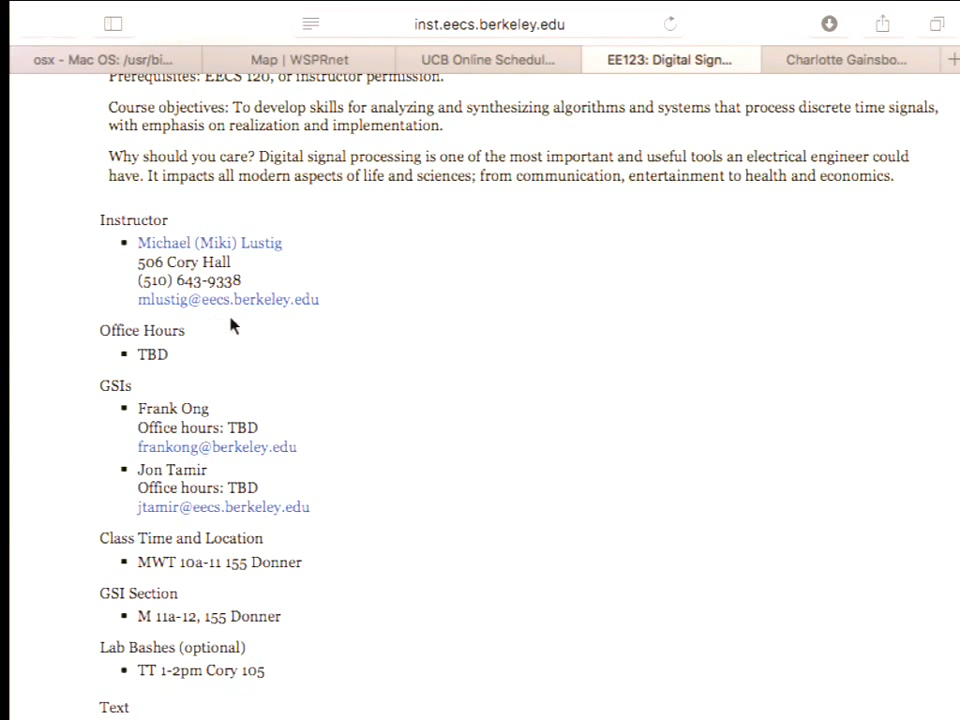 inst.eecs.berkeley.edu
osx - Mac OS: /usr/bi...
Map | WSPRnet
UCB Online Schedul...
EE123: Digital Sign...
Charlotte Gainsbo...
Prerequisites: EECS 120, or instructor permission.
Course objectives: To develop skills for analyzing and synthesizing algorithms and systems that process discrete time signals,
with emphasis on realization and implementation.
Why should you care? Digital signal processing is one of the most important and useful tools an electrical engineer could
have. It impacts all modern aspects of life and sciences; from communication, entertainment to health and economics.
Instructor
Michael (Miki) Lustig
506 Cory Hall
(510) 643-9338
mlustig@eecs.berkeley.edu
Office Hours
TBD
GSIs
Frank Ong
Office hours: TBD
frankong@berkeley.edu
Jon Tamir
Office hours: TBD
jtamir@eecs.berkeley.edu
Class Time and Location
MWT 10a-11 155 Donner
GSI Section
M 11a-12, 155 Donner
Lab Bashes (optional)
TT 1-2pm Cory 105
Text